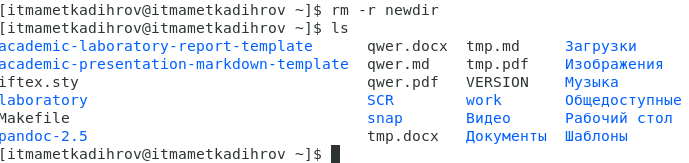 [itmametkadihrov@itmametkadihrov ~]$ rm -r newdir
[itmametkadihrov@itmametkadihrov ~]$ ls
academic-laboratory-report-template qwer.docx tmp.md Загрузки
academic-presentation-markdown-template qwer.md tmp.pdf Изображения
iftex.sty qwer.pdf VERSION Музыка
laboratory SCR work Общедоступные
Makefile snap Видео Рабочий стол
pandoc-2.5 tmp.docx Документы Шаблоны
[itmametkadihrov@itmametkadihrov ~]$